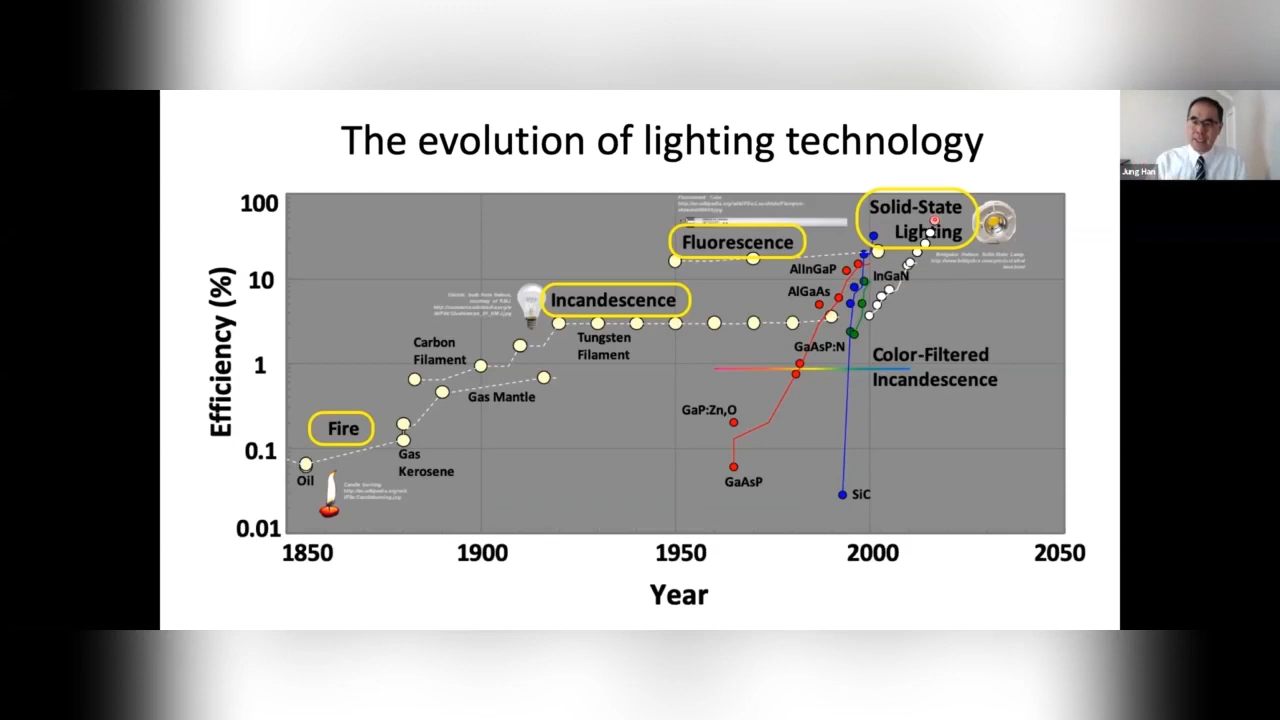 The evolution of lighting technology
Jung Han
100
10
1
0.1
0.01
Efficiency (%)
1850
1900
1950
2000
2050
Year
Fire
Incandescence
Fluorescence
Solid-State
Lighting
Oil
Gas
Kerosene
Carbon
Filament
Gas Mantle
Tungsten
Filament
AlInGaP
AlGaAs
InGaN
GaAsP:N
GaP:Zn,O
GaAsP
SiC
Color-Filtered
Incandescence